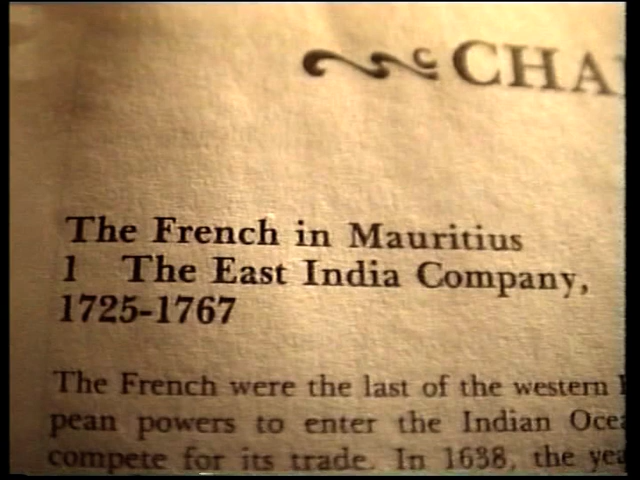 CHA
The French in Mauritius
1 The East India Company,
1725-1767
The French were the last of the western
pean powers to enter the Indian Ocea
compete for its trade. In 1638, the yea